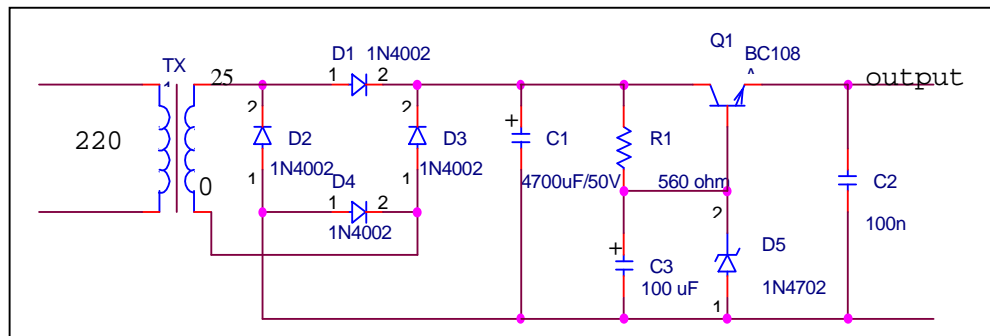 Q1
D1 1N4002
BC108
TX
25
1 2
output
2
2
D2
D3
+
C1
R1
220
1N4002
1N4002
4700uF/50V
560 ohm
C2
0
1
D4
1
1 2
2
100n
1N4002
+
D5
C3
100 uF
1N4702
1